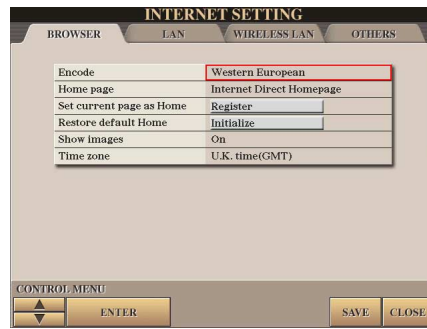 INTERNET SETTING
BROWSER LAN WIRELESS LAN OTHERS
Encode Western European
Home page Internet Direct Homepage
Set current page as Home Register
Restore default Home Initialize
Show images On
Time zone U.K. time(GMT)
CONTROL MENU
ENTER SAVE CLOSE